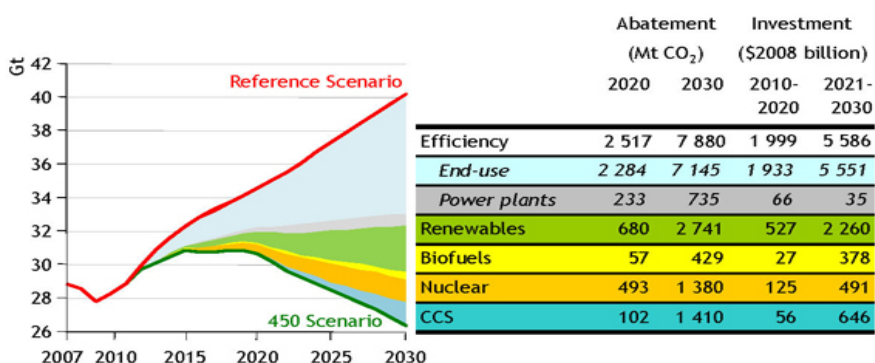 Gt
42
40
38
36
34
32
30
28
26
Reference Scenario
450 Scenario
2007 2010 2015 2020 2025 2030
Abatement Investment
(Mt CO₂) ($2008 billion)
2020 2030 2010- 2021-
2020 2030
Efficiency 2 517 7 880 1 999 5 586
End-use 2 284 7 145 1 933 5 551
Power plants 233 735 66 35
Renewables 680 2 741 527 2 260
Biofuels 57 429 27 378
Nuclear 493 1 380 125 491
CCS 102 1 410 56 646